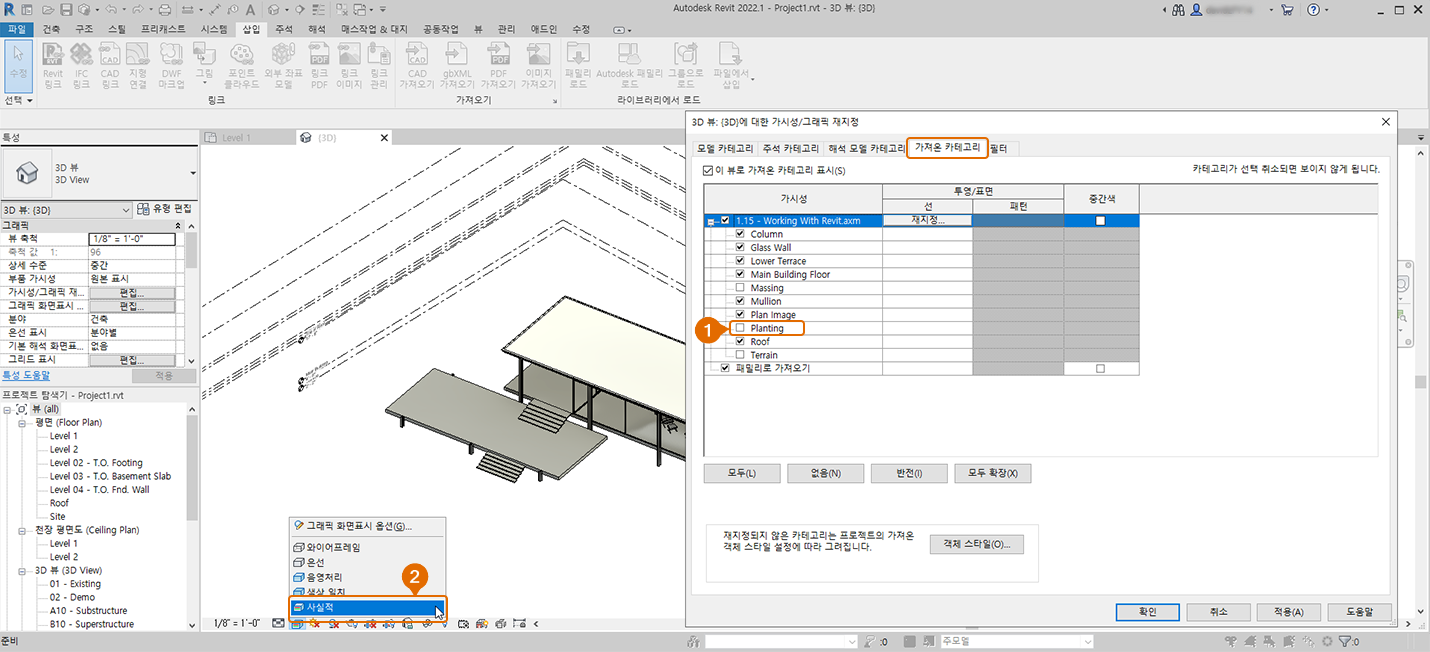 Autodesk Revit 2022.1 - Project1.rvt - 3D 뷰: {3D}
파일 건축 구조 스틸 프리캐스트 시스템 삽입 주석 해석 매스작업 & 대지 공동작업 뷰 관리 애드인 수정
수정
Revit 링크
IFC 링크
CAD 링크
지형 연결
DWF 마크업
그림
포인트 클라우드
외부 좌표 모델
링크 PDF
링크 이미지
링크 관리
CAD 가져오기
gbXML 가져오기
PDF 가져오기
이미지 가져오기
패밀리 로드
Autodesk 패밀리 로드
그룹으로 로드
파일에서 삽입
선택 링크 가져오기 라이브러리에서 로드
특성
3D 뷰
3D View
3D 뷰: {3D} 유형 편집
그래픽
뷰 축척 1/8" = 1'-0"
축척 값 1: 96
상세 수준 중간
부품 가시성 원본 표시
가시성/그래픽 재... 편집...
그래픽 화면표시 ... 편집...
분야 건축
은선 표시 분야별
기본 해석 화면표... 없음
그리드 표시 편집...
특성 도움말 적용
프로젝트 탐색기 - Project1.rvt
뷰 (all)
평면 (Floor Plan)
Level 1
Level 2
Level 02 - T.O. Footing
Level 03 - T.O. Basement Slab
Level 04 - T.O. Fnd. Wall
Roof
Site
천장 평면도 (Ceiling Plan)
Level 1
Level 2
3D 뷰 (3D View)
01 - Existing
02 - Demo
A10 - Substructure
B10 - Superstructure
준비
Level 1 {3D}
그래픽 화면표시 옵션(G)...
와이어프레임
은선
음영처리
색상 일치
2
사실적
1/8" = 1'-0"
:0 주모델 :0
3D 뷰: {3D}에 대한 가시성/그래픽 재지정
모델 카테고리 주석 카테고리 해석 모델 카테고리 가져온 카테고리 필터
이 뷰로 가져온 카테고리 표시(S) 카테고리가 선택 취소되면 보이지 않게 됩니다.
가시성 투영/표면 중간색
선 패턴
1.15 - Working With Revit.axm 재지정...
Column
Glass Wall
Lower Terrace
Main Building Floor
Massing
Mullion
Plan Image
1 Planting
Roof
Terrain
패밀리로 가져오기
모두(L) 없음(N) 반전(I) 모두 확장(X)
재지정되지 않은 카테고리는 프로젝트의 가져온
객체 스타일 설정에 따라 그려집니다.
객체 스타일(O)...
확인 취소 적용(A) 도움말